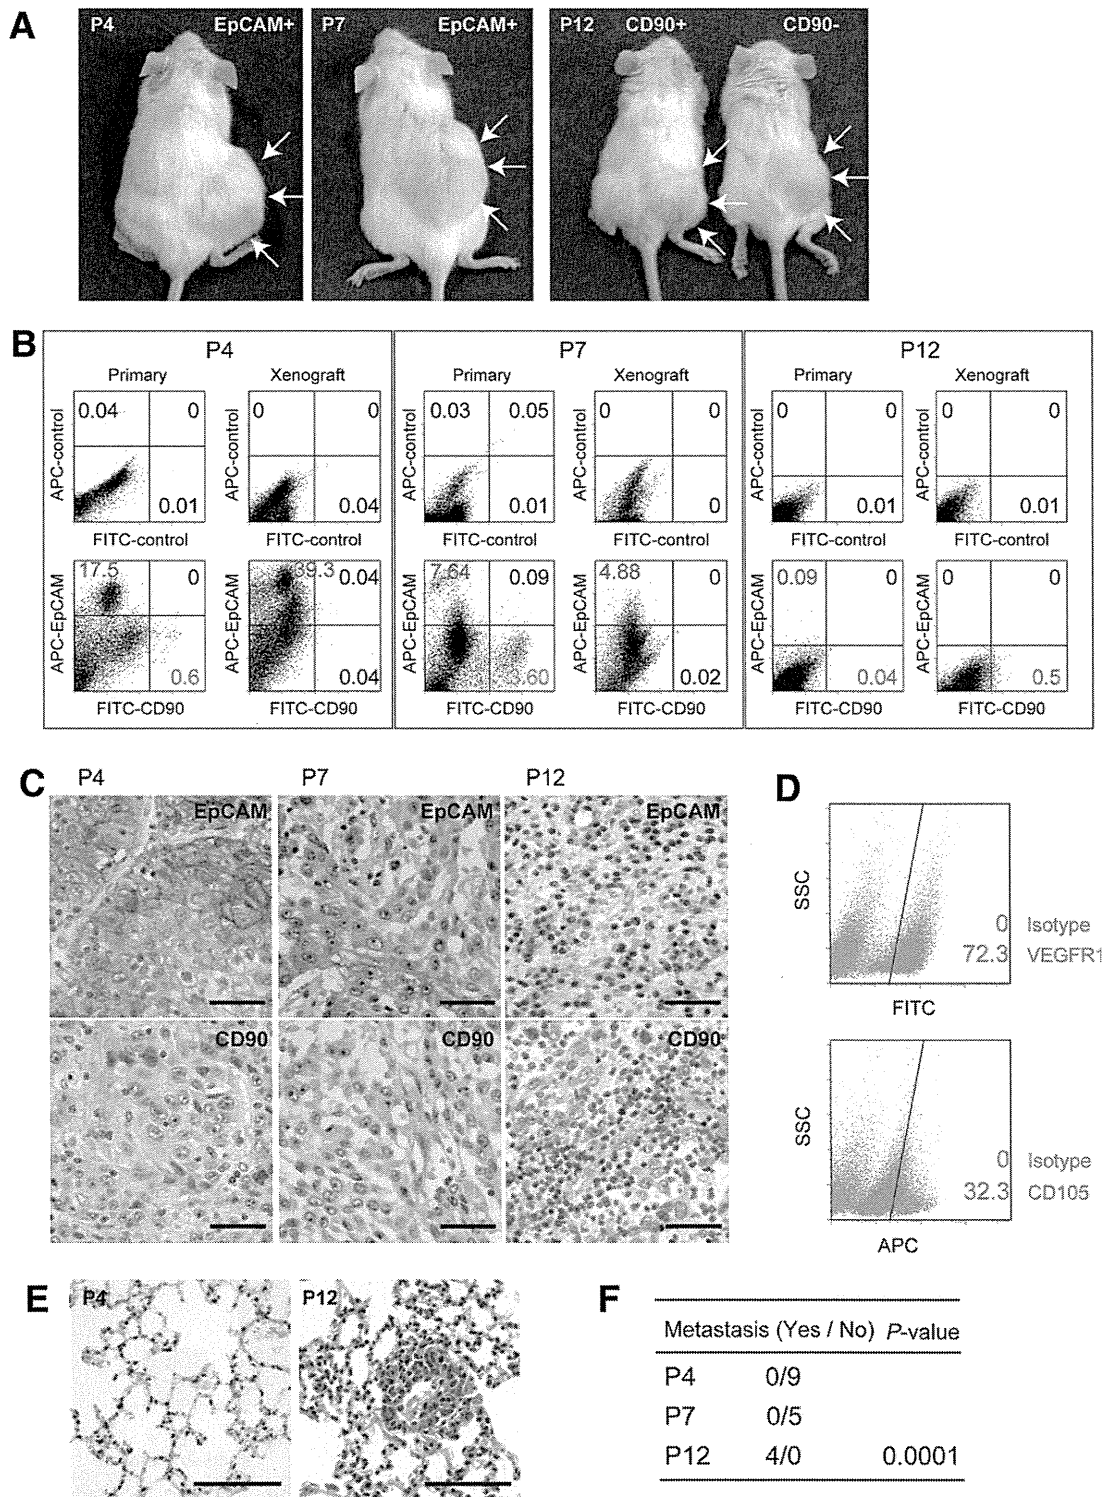 A
P4 EpCAM+
P7 EpCAM+
P12 CD90+ CD90-
B
P4
P7
P12
Primary Xenograft
Primary Xenograft
Primary Xenograft
APC-control 0.04 0 0.01 FITC-control
APC-control 0 0 0.04 FITC-control
APC-control 0.03 0.05 0.01 FITC-control
APC-control 0 0 0 FITC-control
APC-control 0 0 0.01 FITC-control
APC-control 0 0 0.01 FITC-control
APC-EpCAM 17.5 0 0.6 FITC-CD90
APC-EpCAM 39.3 0.04 0.04 FITC-CD90
APC-EpCAM 7.64 0.09 3.60 FITC-CD90
APC-EpCAM 4.88 0 0.02 FITC-CD90
APC-EpCAM 0.09 0 0.04 FITC-CD90
APC-EpCAM 0 0 0.5 FITC-CD90
C
P4 P7 P12
EpCAM EpCAM EpCAM
CD90 CD90 CD90
D
SSC
0 Isotype
72.3 VEGFR1
FITC
SSC
0 Isotype
32.3 CD105
APC
E
P4
P12
F
Metastasis (Yes / No) P-value
P4 0/9
P7 0/5
P12 4/0 0.0001